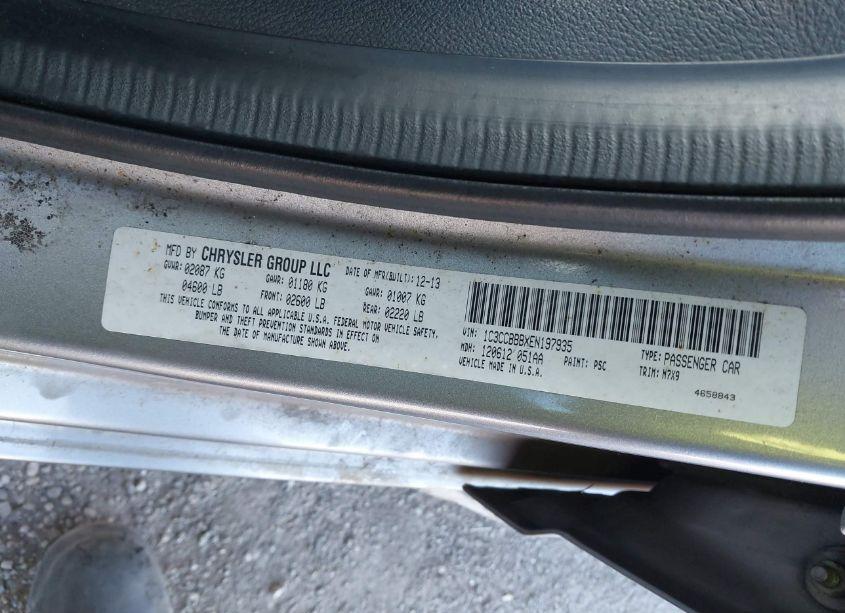 MFD BY CHRYSLER GROUP LLC DATE OF MFR(BUILT): 12-13
GVWR: 02087 KG GAWR: 01180 KG GAWR: 01007 KG
04600 LB FRONT: 02600 LB REAR: 02220 LB
THIS VEHICLE CONFORMS TO ALL APPLICABLE U.S.A. FEDERAL MOTOR VEHICLE SAFETY,
BUMPER AND THEFT PREVENTION STANDARDS IN EFFECT ON
THE DATE OF MANUFACTURE SHOWN ABOVE.
VIN: 1C3CCBBBXEN197935 TYPE: PASSENGER CAR
MDH: 120612 051AA PAINT: PSC TRIM: M7X9
VEHICLE MADE IN U.S.A.
4658843